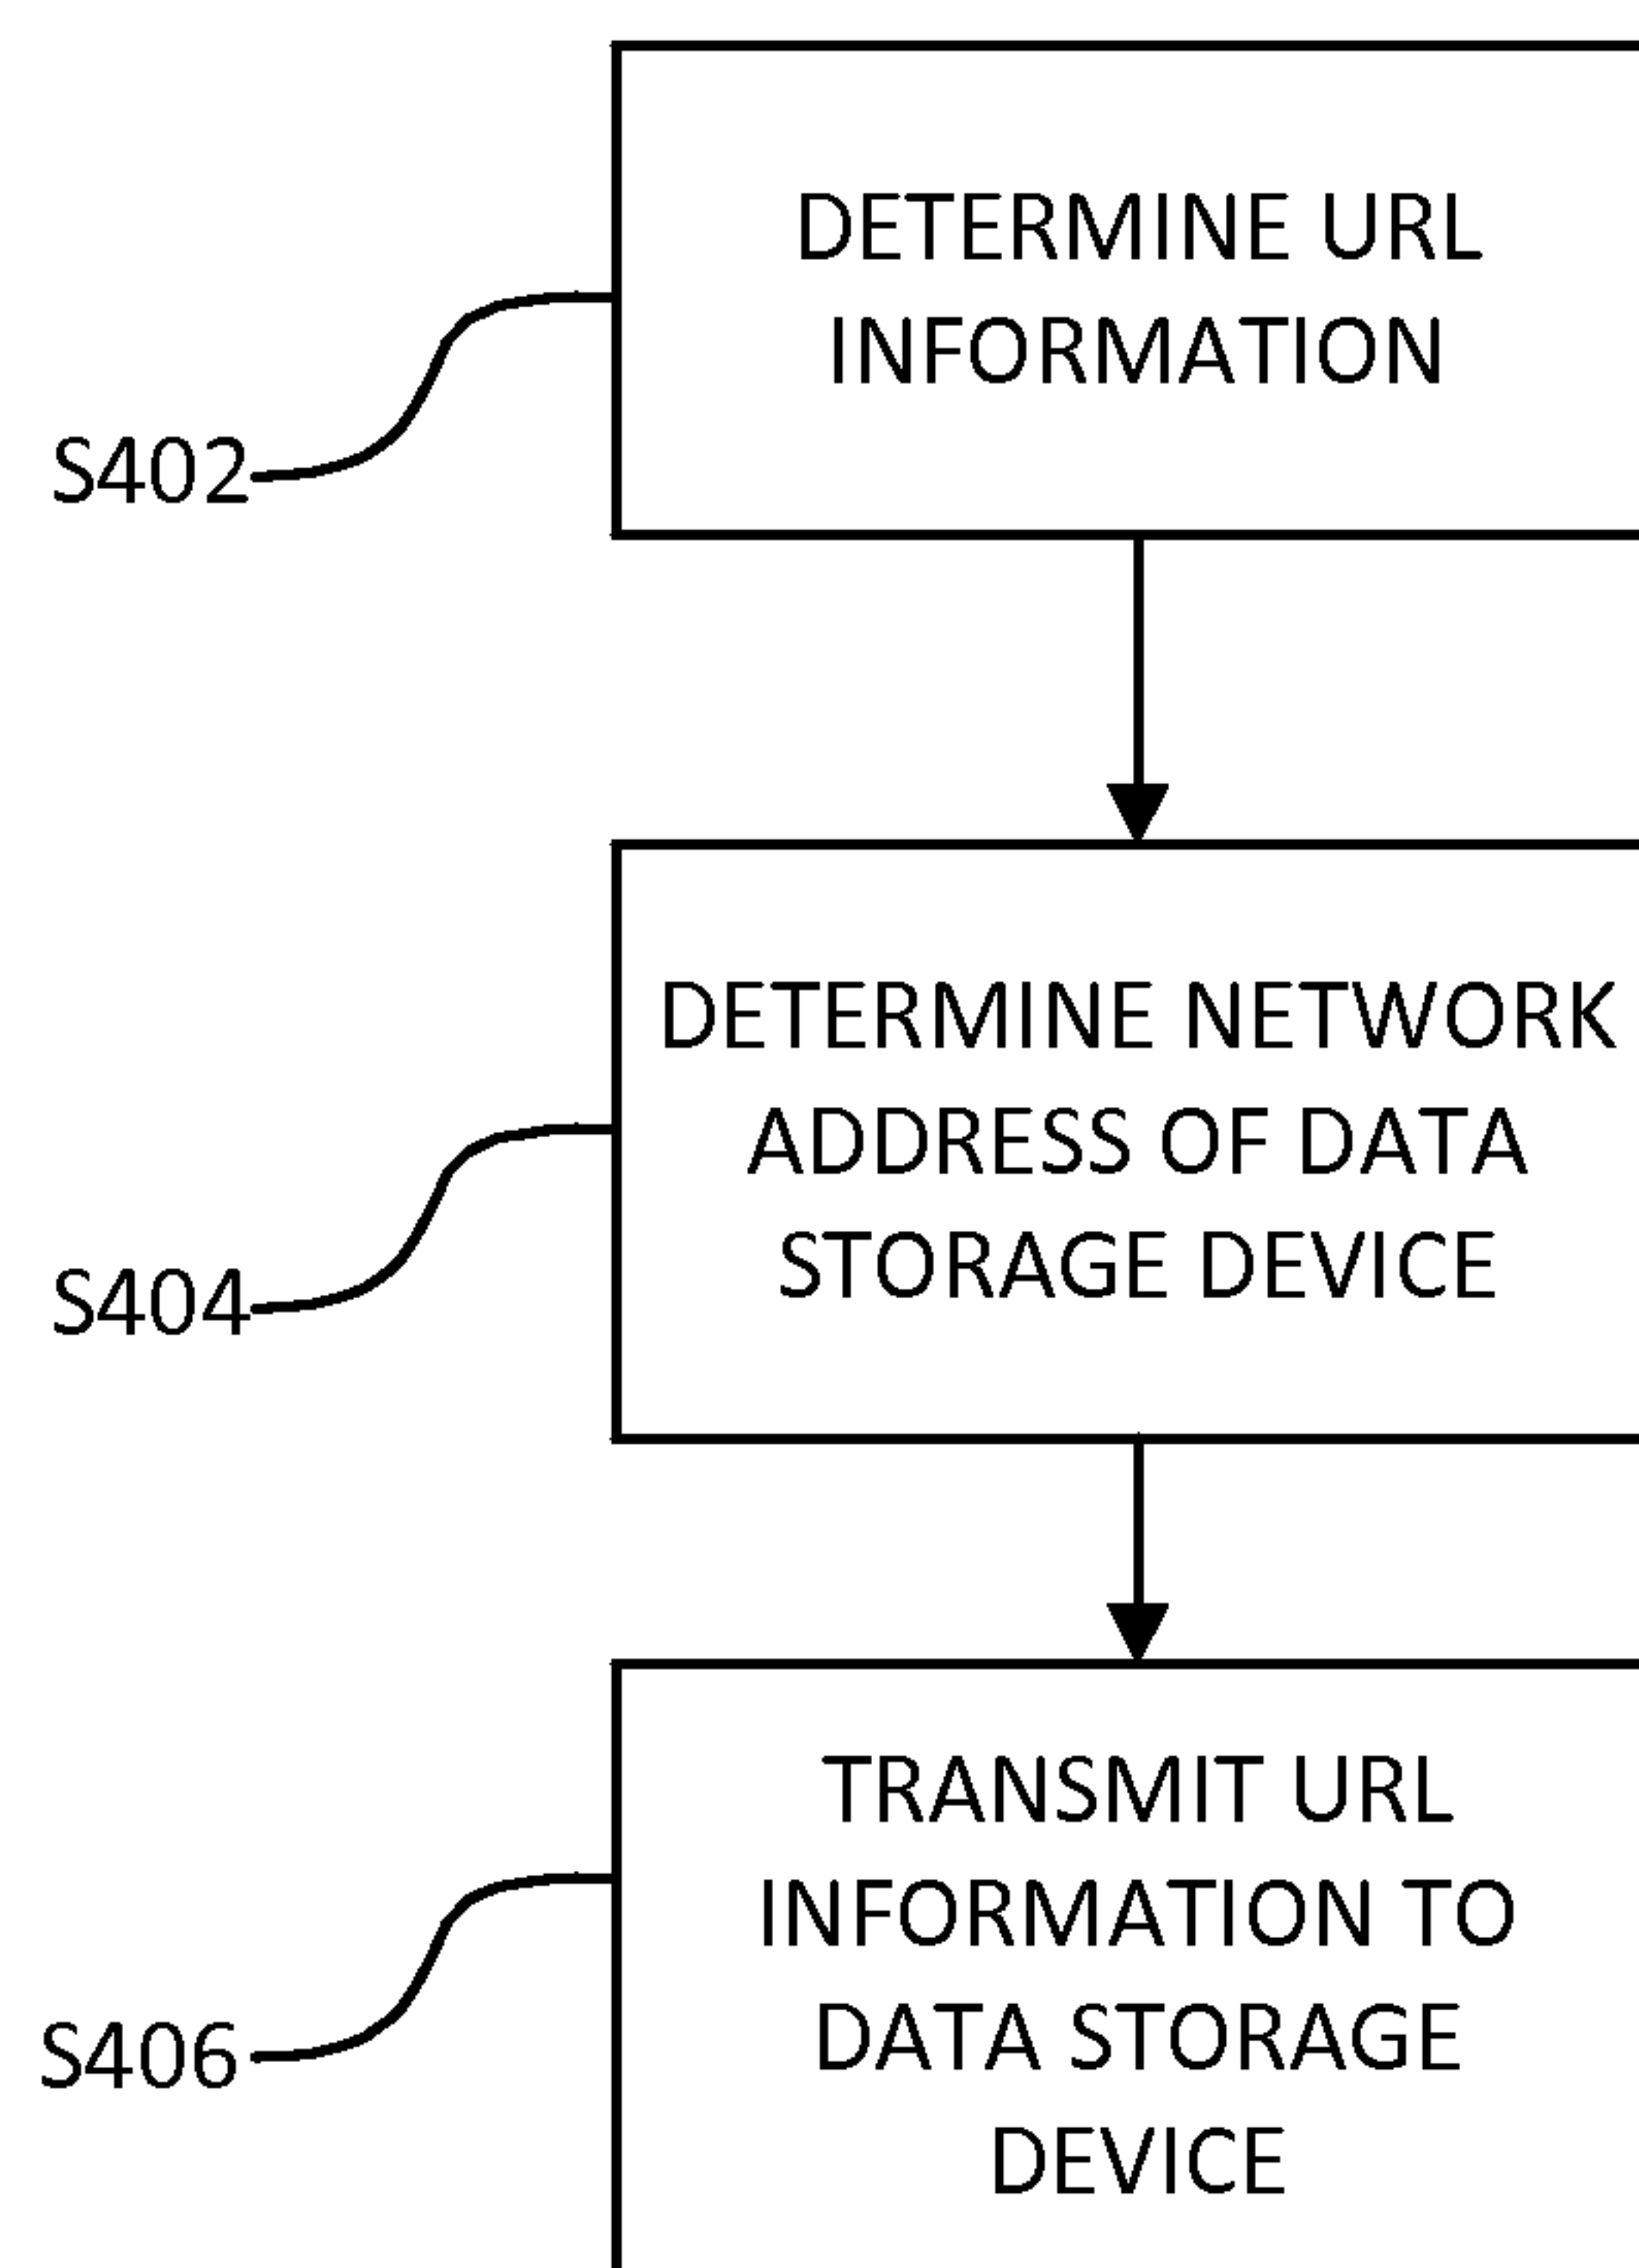 DETERMINE URL
INFORMATION
S402
DETERMINE NETWORK
ADDRESS OF DATA
STORAGE DEVICE
S404
TRANSMIT URL
INFORMATION TO
DATA STORAGE
DEVICE
S406